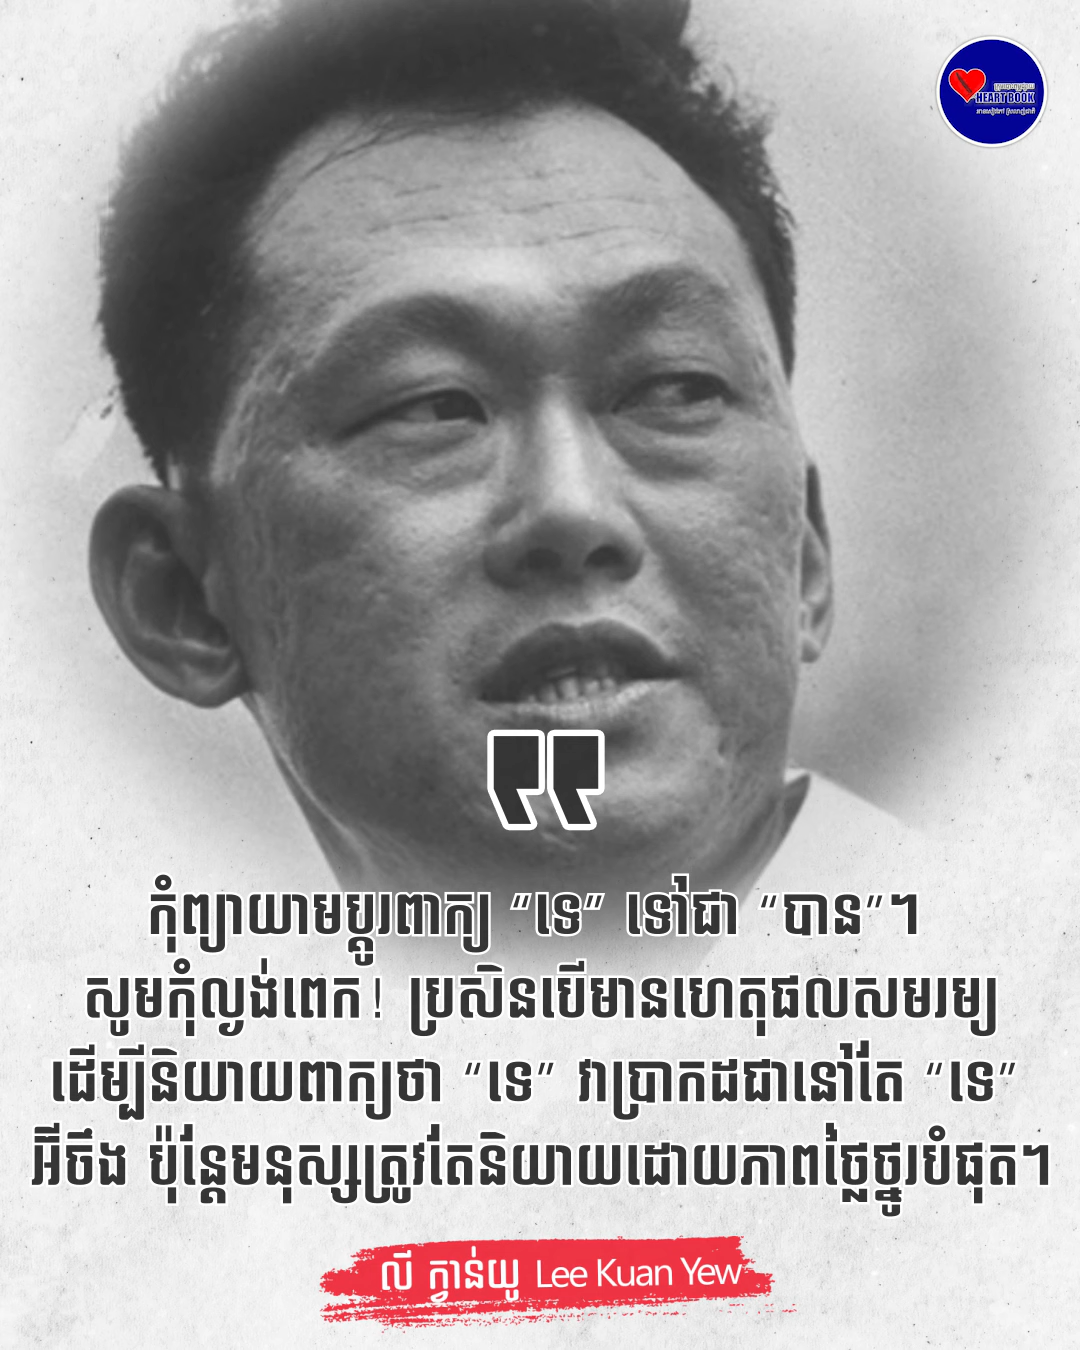 HEART BOOK
កុំព្យាយាមប្ដូរពាក្យ “ទេ” ទៅជា “បាន”។
សូមកុំល្ងង់ពេក! ប្រសិនបើមានហេតុផលសមរម្យ
ដើម្បីនិយាយពាក្យថា “ទេ” វាប្រាកដជានៅតែ “ទេ”
អ៊ីចឹង ប៉ុន្តែមនុស្សត្រូវតែនិយាយដោយភាពថ្លៃថ្នូរបំផុត។
លី ក្វាន់យូ Lee Kuan Yew